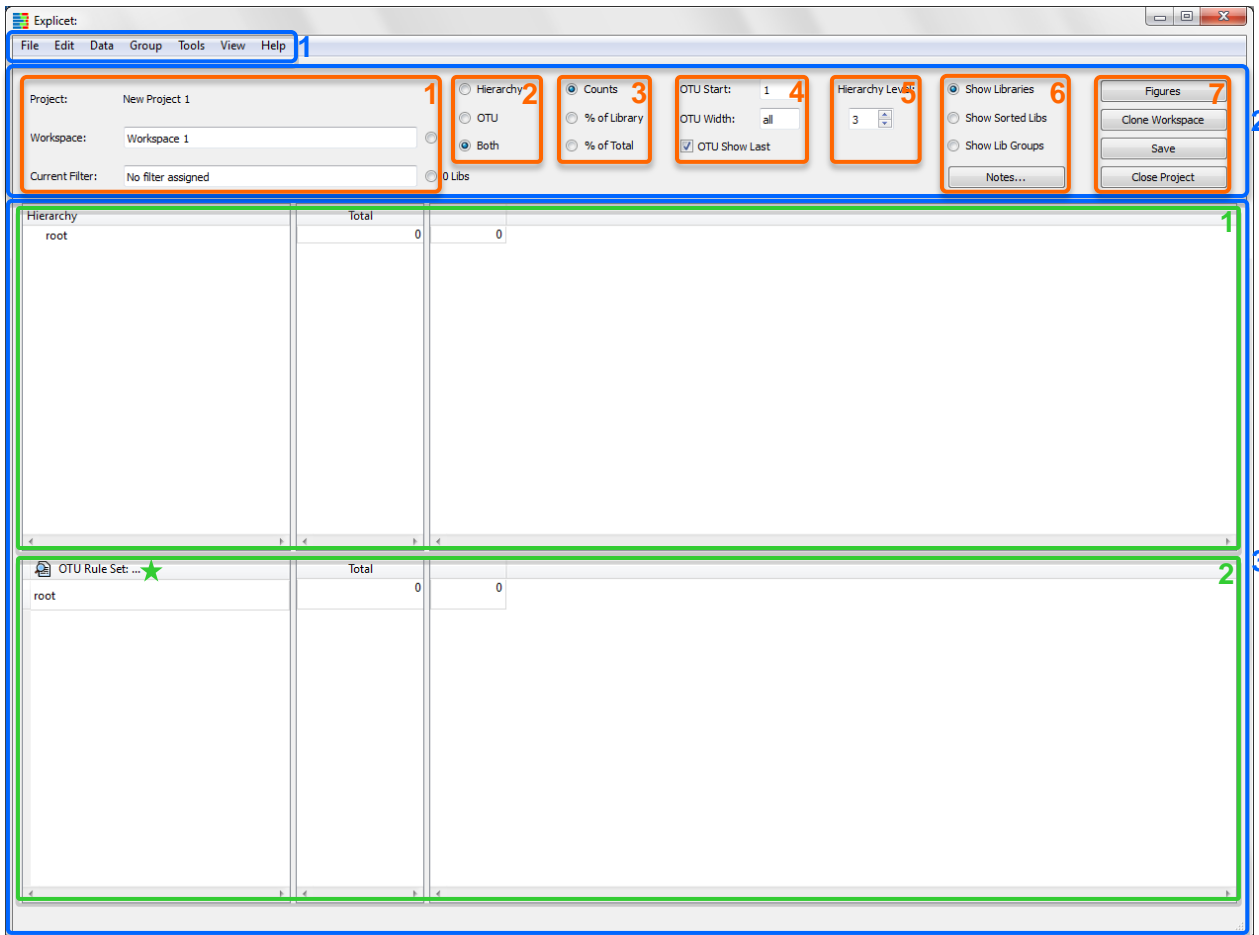 Explicet:
File Edit Data Group Tools View Help 1
Project: New Project 1 1
Workspace: Workspace 1
Current Filter: No filter assigned 0 Libs
Hierarchy 2
OTU
Both
Counts 3
% of Library
% of Total
OTU Start: 1 4
OTU Width: all
OTU Show Last
Hierarchy Level: 5
3
Show Libraries 6
Show Sorted Libs
Show Lib Groups
Notes...
Figures 7
Clone Workspace
Save
Close Project
2
Hierarchy Total 1
root 0 0
3
OTU Rule Set: ... Total 2
root 0 0